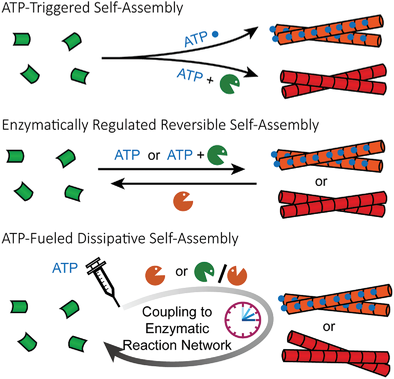 ATP-Triggered Self-Assembly
ATP
ATP +
Enzymatically Regulated Reversible Self-Assembly
ATP or ATP +
or
ATP-Fueled Dissipative Self-Assembly
ATP
or /
Coupling to
Enzymatic
Reaction Network
or